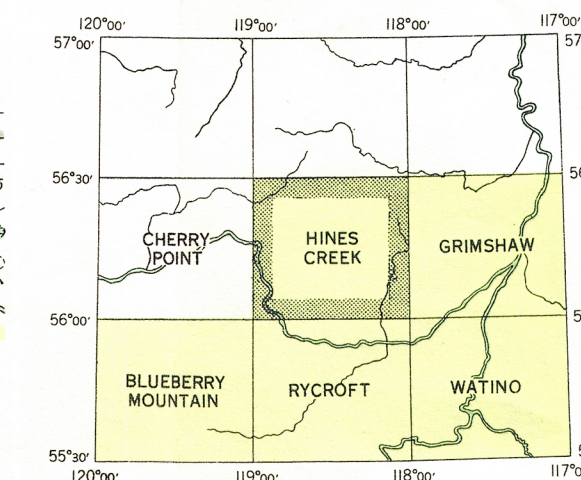 120°00'
119°00'
118°00'
117°00'
57°00'
57
56°30'
56
CHERRY
POINT
HINES
CREEK
GRIMSHAW
56°00'
5
BLUEBERRY
MOUNTAIN
RYCROFT
WATINO
55°30'
5
120°00'
119°00'
118°00'
117°0